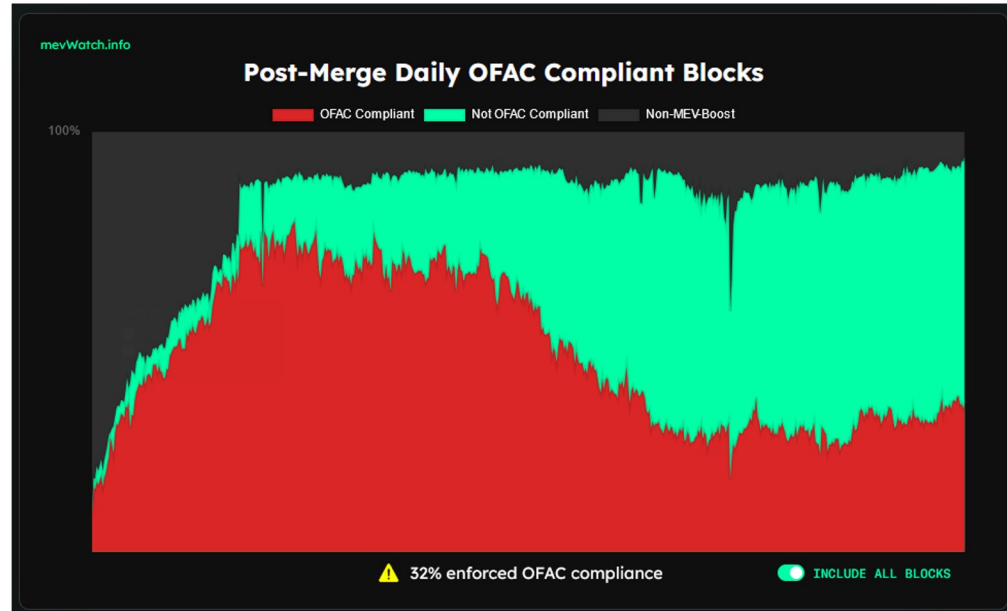 mevWatch.info
Post-Merge Daily OFAC Compliant Blocks
OFAC Compliant Not OFAC Compliant Non-MEV-Boost
100%
32% enforced OFAC compliance
INCLUDE ALL BLOCKS